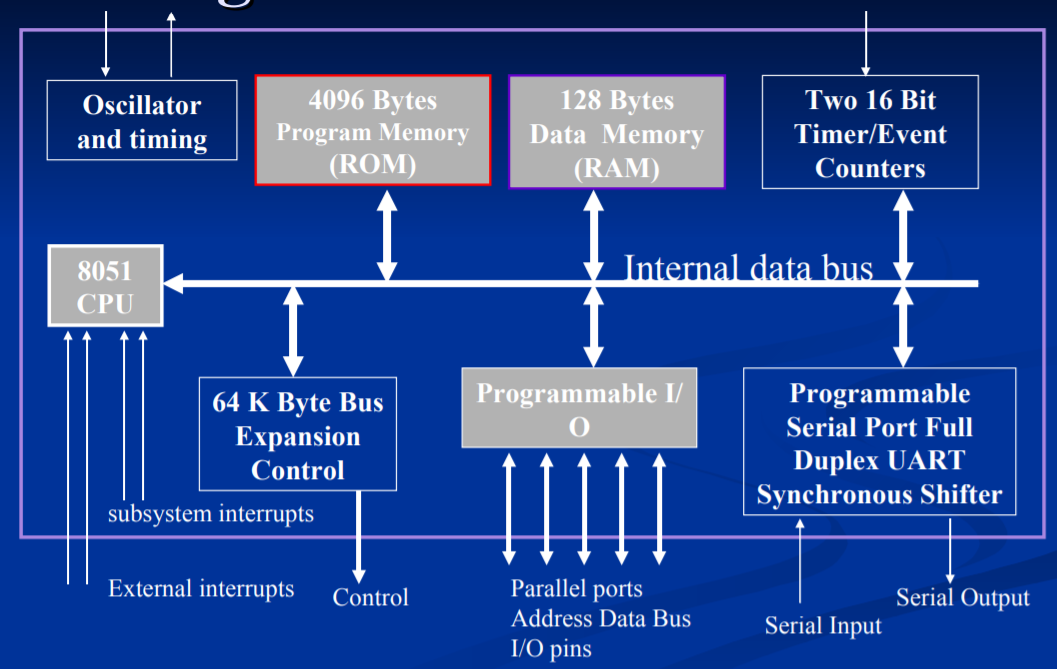 Oscillator
and timing
4096 Bytes
Program Memory
(ROM)
128 Bytes
Data Memory
(RAM)
Two 16 Bit
Timer/Event
Counters
8051
CPU
Internal data bus
64 K Byte Bus
Expansion
Control
Programmable I/
O
Programmable
Serial Port Full
Duplex UART
Synchronous Shifter
subsystem interrupts
External interrupts
Control
Parallel ports
Address Data Bus
I/O pins
Serial Input
Serial Output